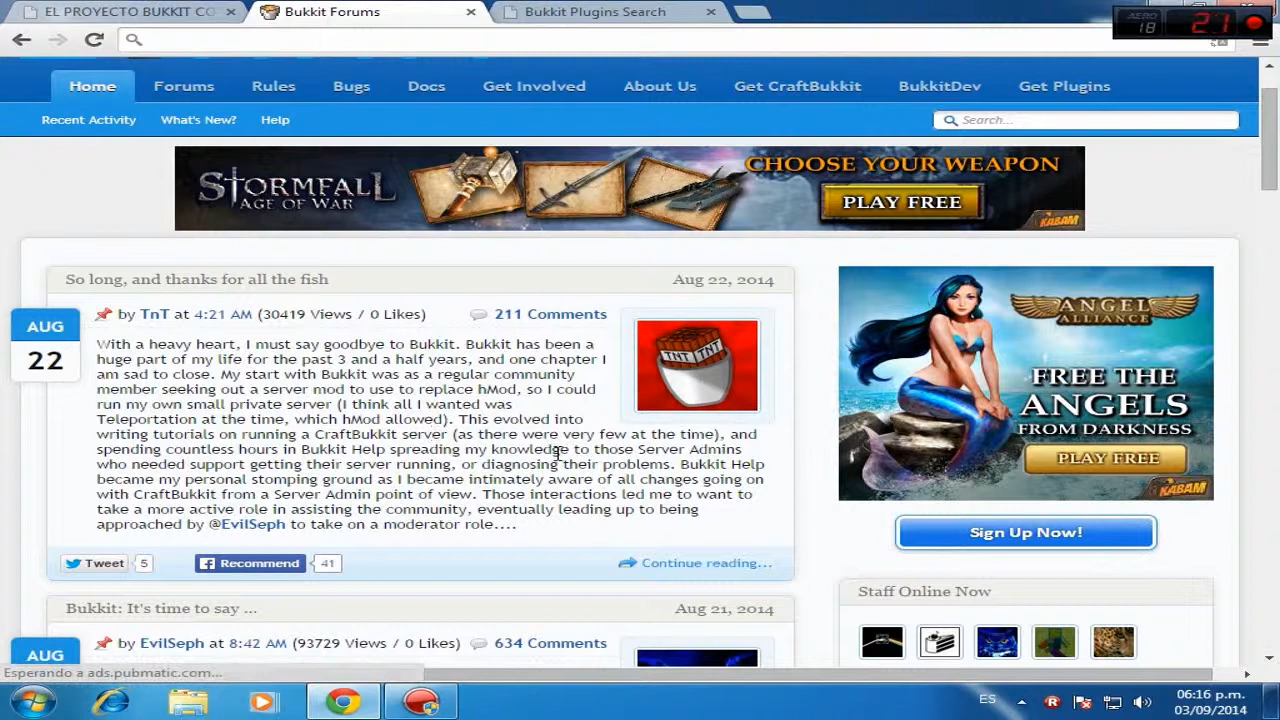 EL PROYECTO BUKKIT CO
Bukkit Forums
Bukkit Plugins Search
AERO
18
27
Home
Forums
Rules
Bugs
Docs
Get Involved
About Us
Get CraftBukkit
BukkitDev
Get Plugins
Recent Activity
What's New?
Help
Search...
STORMFALL
AGE OF WAR
CHOOSE YOUR WEAPON
PLAY FREE
KABAM
So long, and thanks for all the fish
Aug 22, 2014
AUG
22
by TnT at 4:21 AM (30419 Views / 0 Likes)
211 Comments
TNT TNT
With a heavy heart, I must say goodbye to Bukkit. Bukkit has been a
huge part of my life for the past 3 and a half years, and one chapter I
am sad to close. My start with Bukkit was as a regular community
member seeking out a server mod to use to replace hMod, so I could
run my own small private server (I think all I wanted was
Teleportation at the time, which hMod allowed). This evolved into
writing tutorials on running a CraftBukkit server (as there were very few at the time), and
spending countless hours in Bukkit Help spreading my knowledge to those Server Admins
who needed support getting their server running, or diagnosing their problems. Bukkit Help
became my personal stomping ground as I became intimately aware of all changes going on
with CraftBukkit from a Server Admin point of view. Those interactions led me to want to
take a more active role in assisting the community, eventually leading up to being
approached by @EvilSeph to take on a moderator role....
Tweet
5
Recommend
41
Continue reading...
ANGEL
ALLIANCE
FREE THE
ANGELS
FROM DARKNESS
PLAY FREE
KABAM
Sign Up Now!
Staff Online Now
Bukkit: It's time to say ...
Aug 21, 2014
AUG
by EvilSeph at 8:42 AM (93729 Views / 0 Likes)
634 Comments
Esperando a ads.pubmatic.com...
ES
06:16 p.m.
03/09/2014